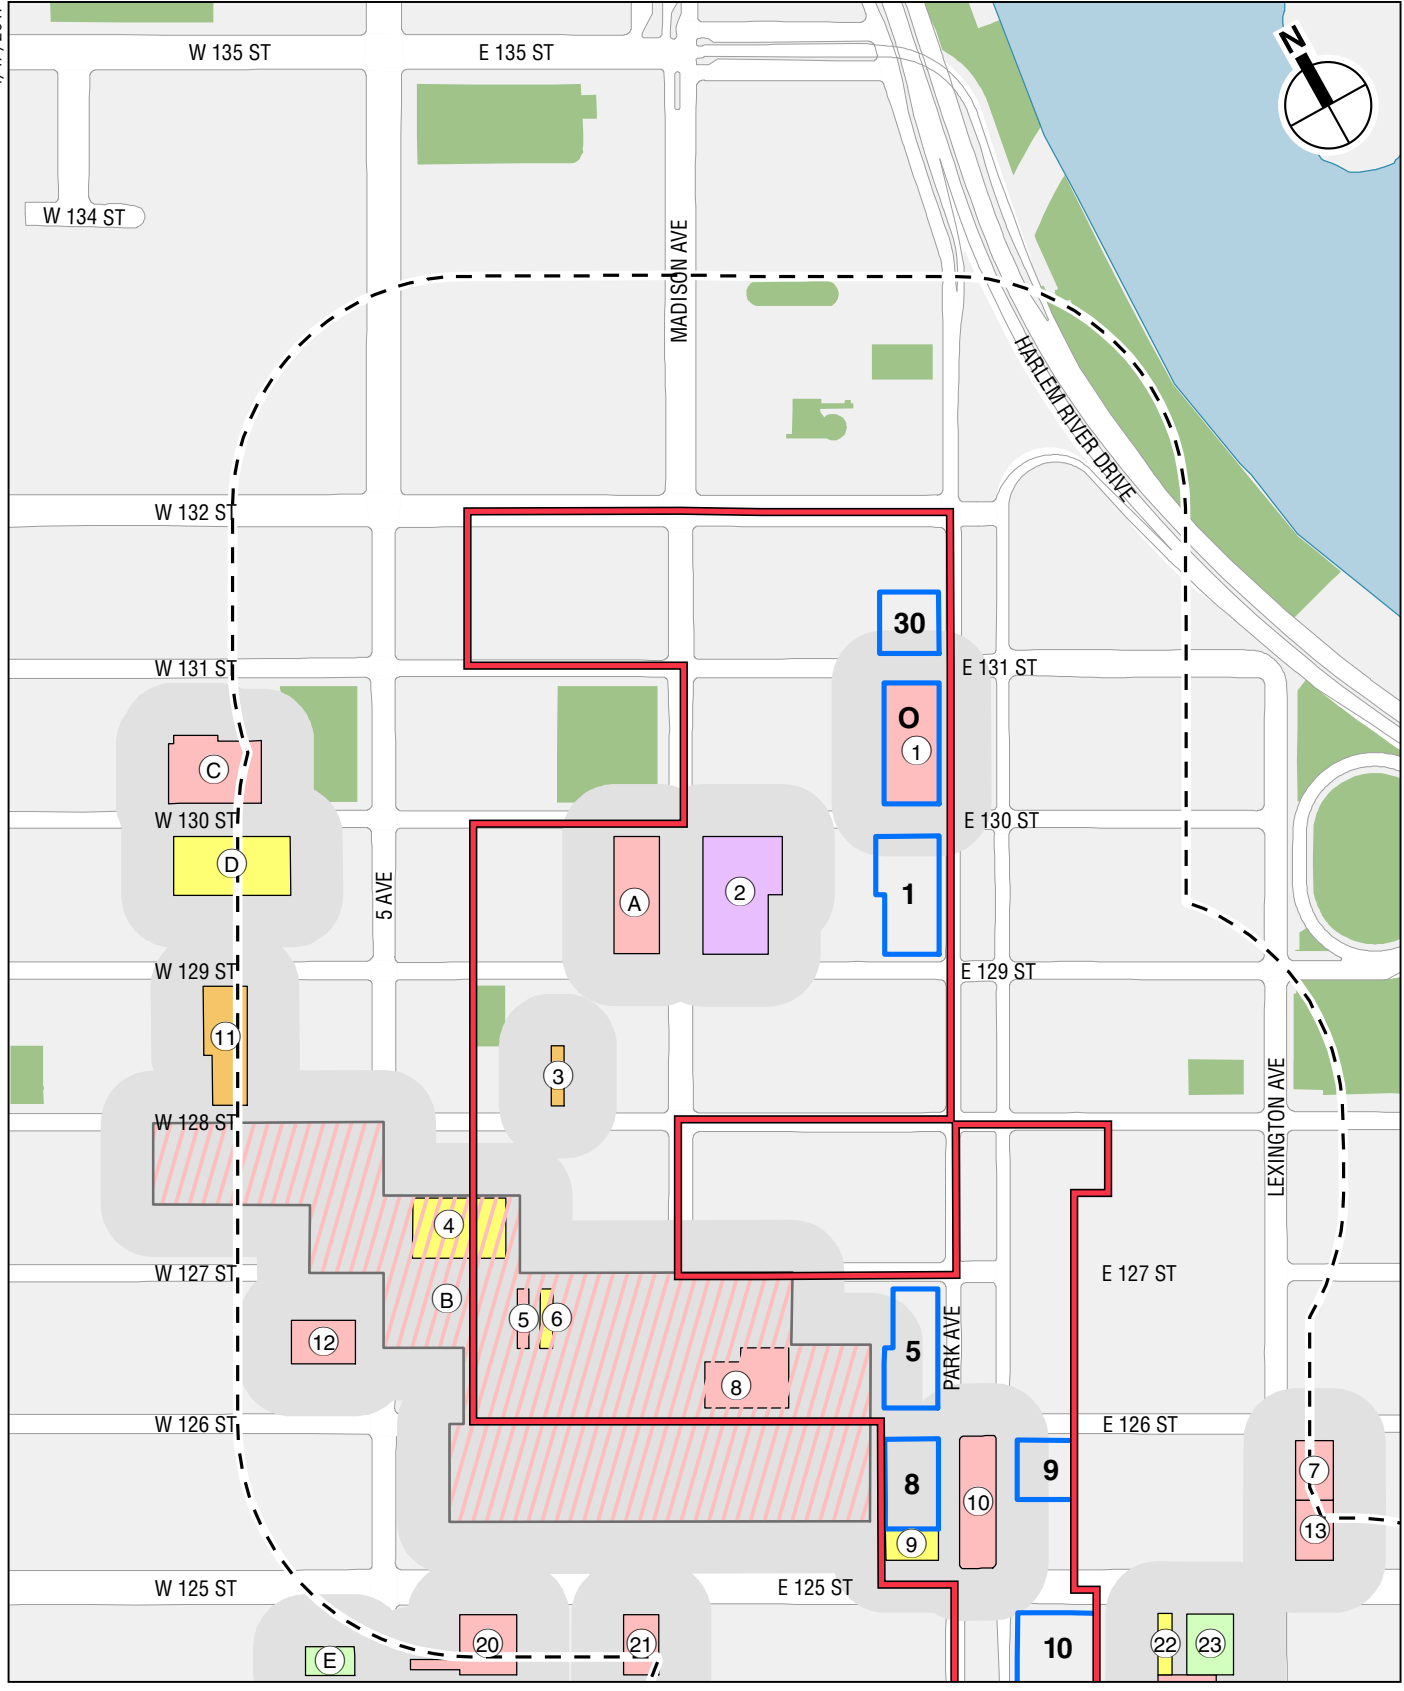 W 135 ST
E 135 ST
N
W 134 ST
MADISON AVE
HARLEM RIVER DRIVE
W 132 ST
30
W 131 ST
E 131 ST
O
1
C
W 130 ST
E 130 ST
D
5 AVE
A
2
1
W 129 ST
E 129 ST
11
3
LEXINGTON AVE
W 128 ST
4
W 127 ST
E 127 ST
B
5
6
12
5
PARK AVE
8
W 126 ST
E 126 ST
8
10
9
7
9
13
W 125 ST
E 125 ST
20
21
22
23
E
10